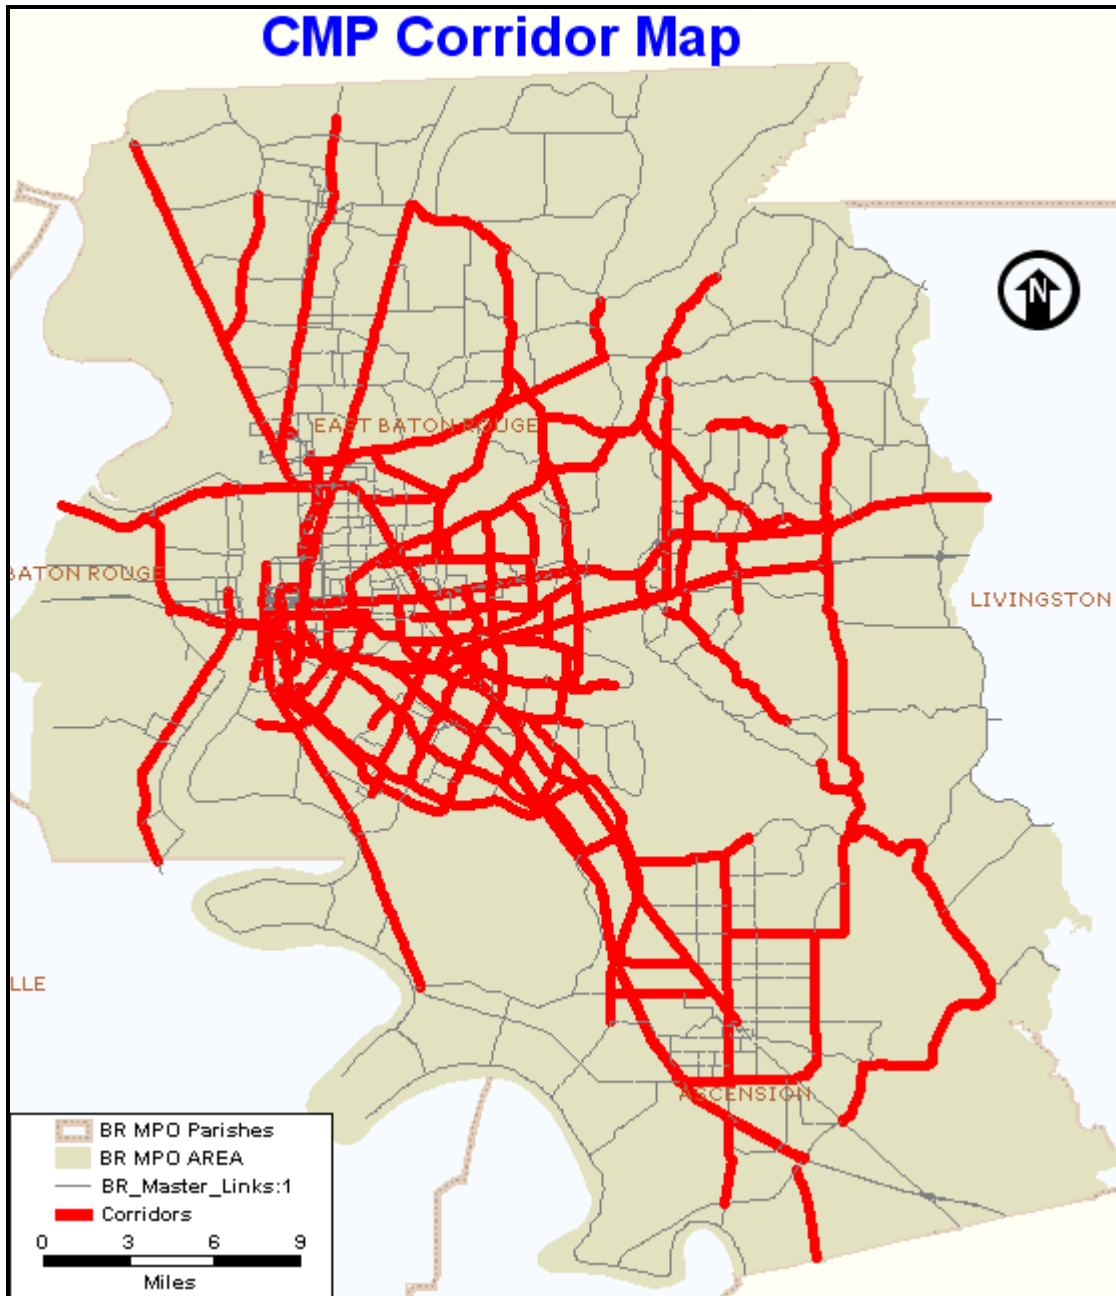 CMP Corridor Map
N
EAST BATON ROUGE
BATON ROUGE
LIVINGSTON
LLE
ASCENSION
BR MPO Parishes
BR MPO AREA
BR_Master_Links:1
Corridors
0 3 6 9
Miles